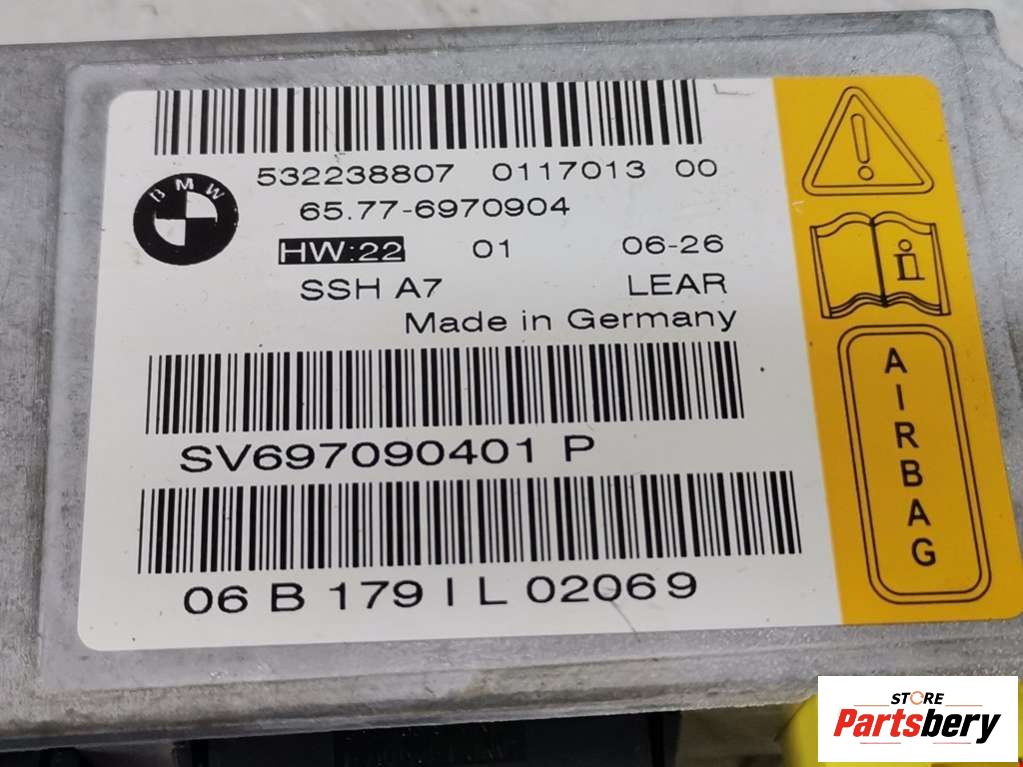 532238807 0117013 00
BMW
65.77-6970904
HW:22 01 06-26
SSH A7 LEAR
Made in Germany
SV697090401 P
06 B 179 I L 02069
AIRBAG
STORE
Partsbery